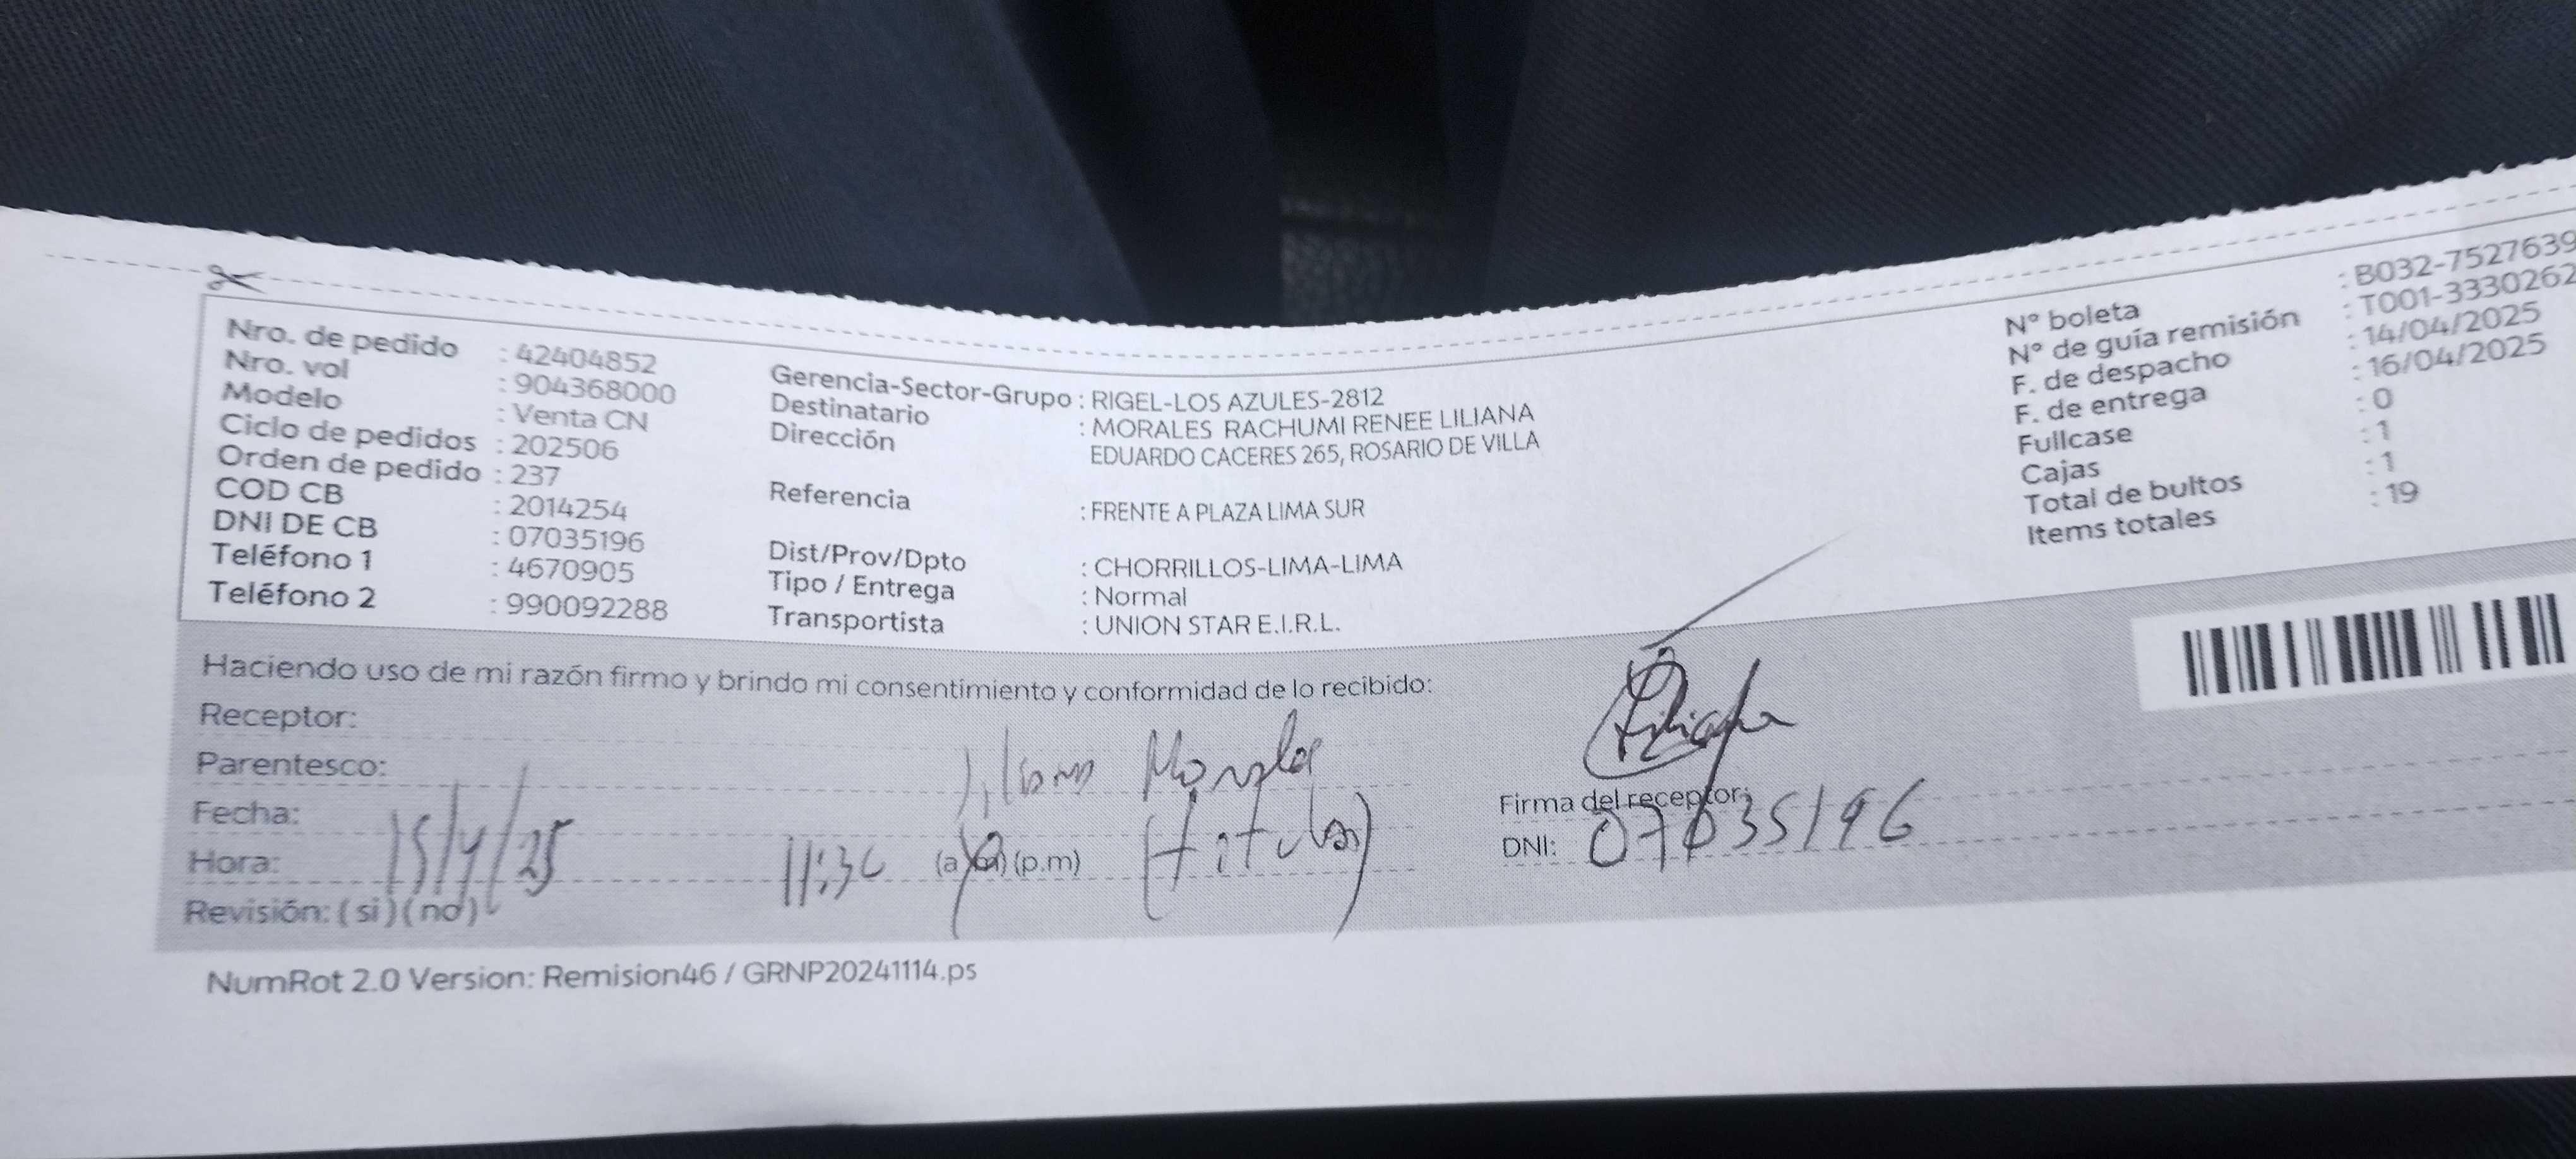 Nro. de pedido : 42404852
Nro. vol : 904368000
Modelo : Venta CN
Ciclo de pedidos : 202506
Orden de pedido : 237
COD CB : 2014254
DNI DE CB : 07035196
Teléfono 1 : 4670905
Teléfono 2 : 990092288
Gerencia-Sector-Grupo : RIGEL-LOS AZULES-2812
Destinatario : MORALES RACHUMI RENEE LILIANA
Dirección EDUARDO CACERES 265, ROSARIO DE VILLA
Referencia : FRENTE A PLAZA LIMA SUR
Dist/Prov/Dpto : CHORRILLOS-LIMA-LIMA
Tipo / Entrega : Normal
Transportista : UNION STAR E.I.R.L.
N° boleta : B032-7527639
N° de guía remisión : T001-3330262
F. de despacho : 14/04/2025
F. de entrega : 16/04/2025
Fullcase : 0
Cajas : 1
Total de bultos : 1
Items totales : 19
Haciendo uso de mi razón firmo y brindo mi consentimiento y conformidad de lo recibido:
Receptor:
Parentesco: Liliana Morales
Fecha: 15/4/25
Hora: 11:30 (a.m) (p.m) (titular)
Revisión: (si) (no)
Liliana
Firma del receptor:
DNI: 07035196
NumRot 2.0 Version: Remision46 / GRNP20241114.ps